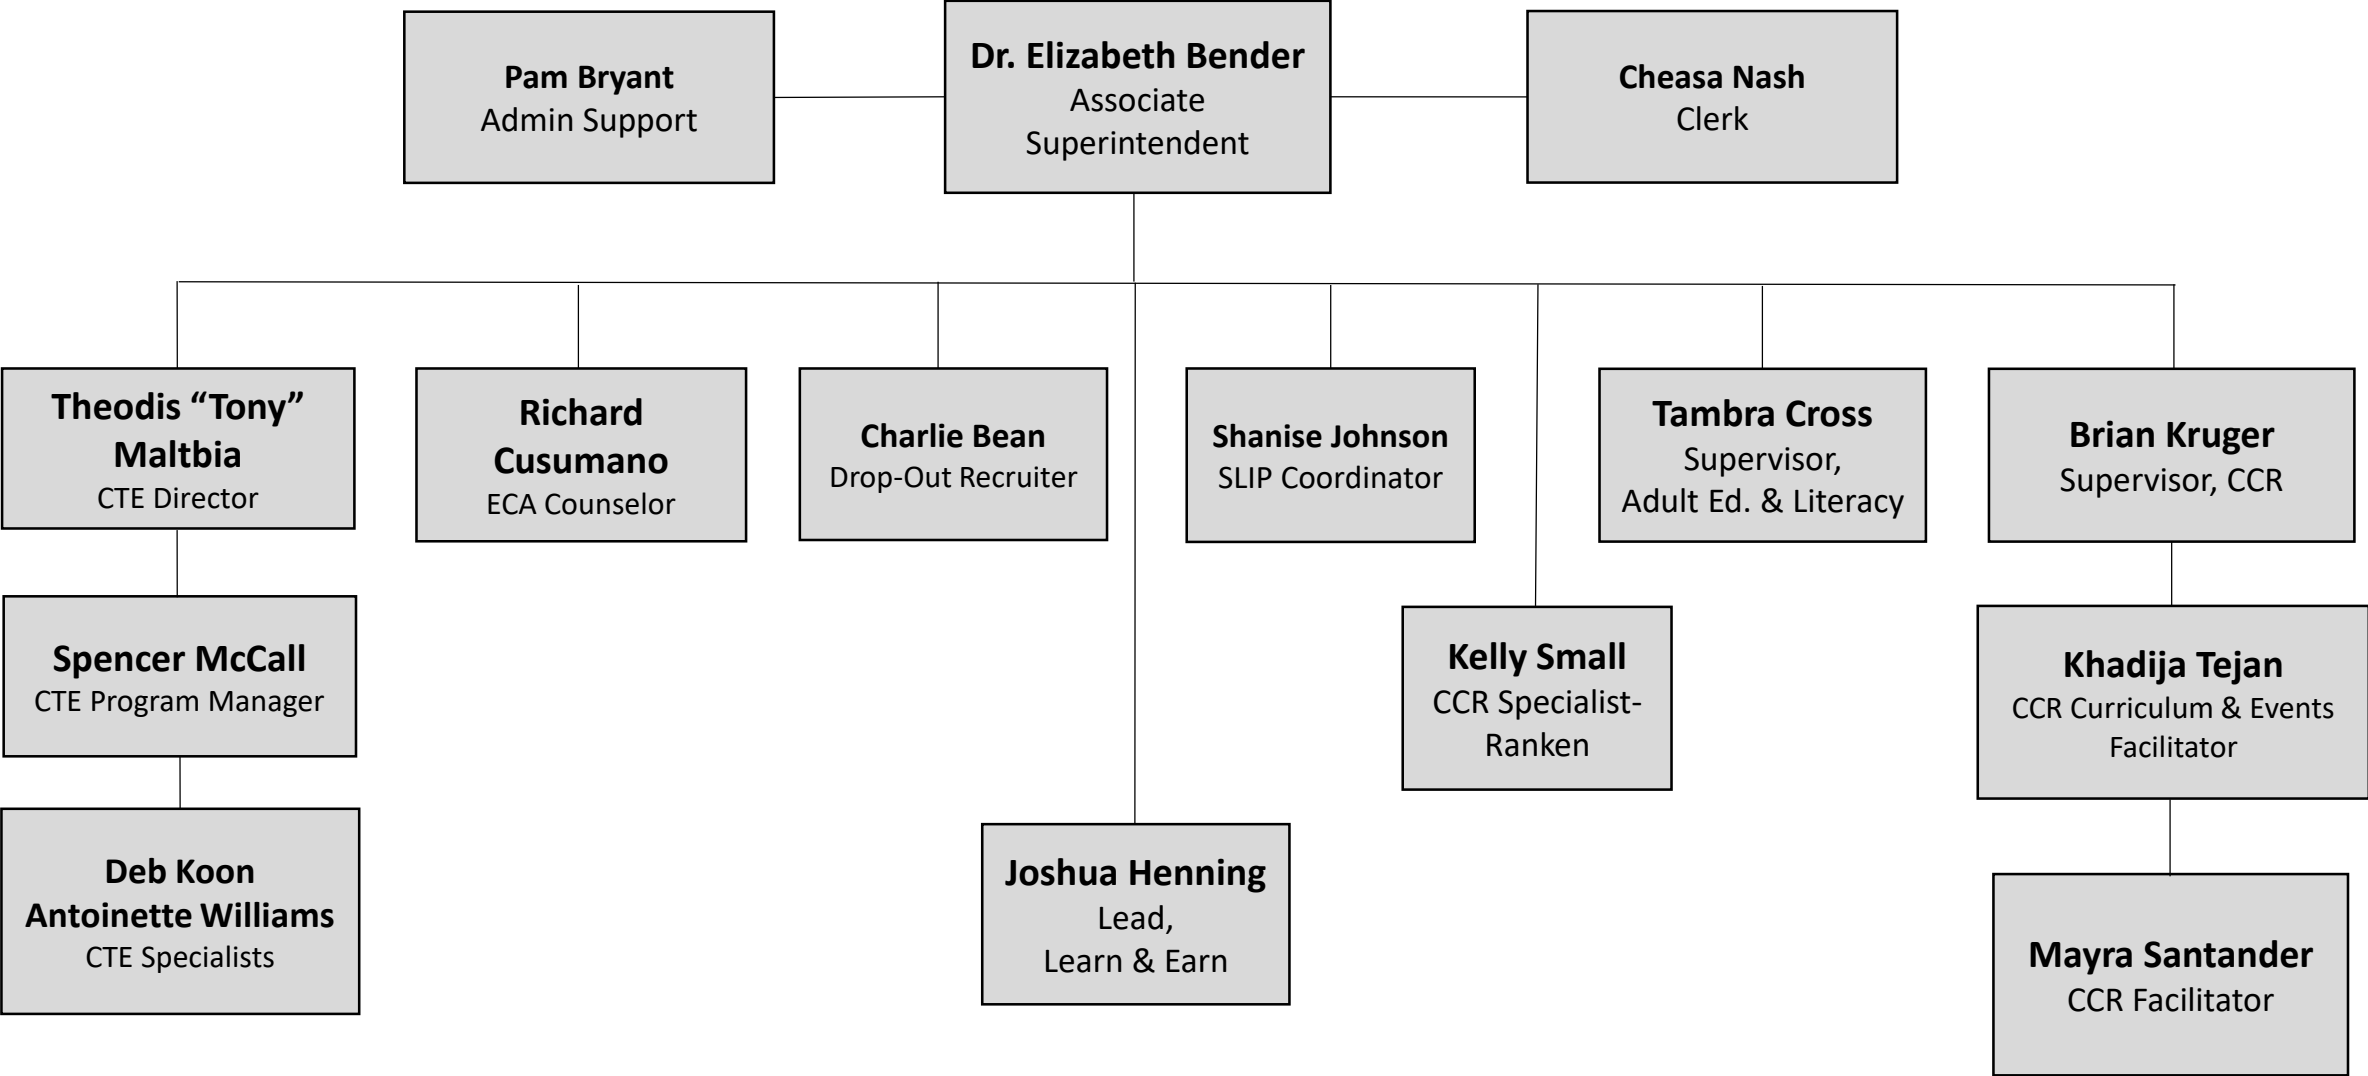 Pam Bryant
Admin Support
Dr. Elizabeth Bender
Associate
Superintendent
Cheasa Nash
Clerk
Theodis “Tony”
Maltbia
CTE Director
Richard
Cusumano
ECA Counselor
Charlie Bean
Drop-Out Recruiter
Shanise Johnson
SLIP Coordinator
Tambra Cross
Supervisor,
Adult Ed. & Literacy
Brian Kruger
Supervisor, CCR
Spencer McCall
CTE Program Manager
Kelly Small
CCR Specialist-
Ranken
Khadija Tejan
CCR Curriculum & Events
Facilitator
Deb Koon
Antoinette Williams
CTE Specialists
Joshua Henning
Lead,
Learn & Earn
Mayra Santander
CCR Facilitator